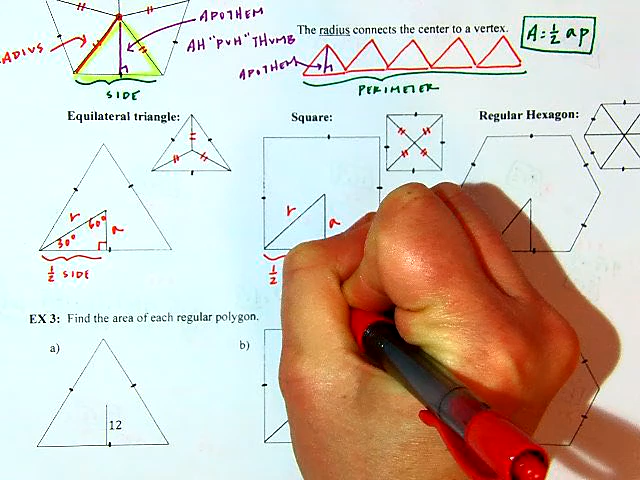 APOTHEM
AH "PUH" THUMB
RADIUS
SIDE
The radius connects the center to a vertex.
A = ½ ap
APOTHEM
PERIMETER
Equilateral triangle:
Square:
Regular Hexagon:
r
60°
a
30°
½ SIDE
r
a
½
EX 3: Find the area of each regular polygon.
a)
b)
12